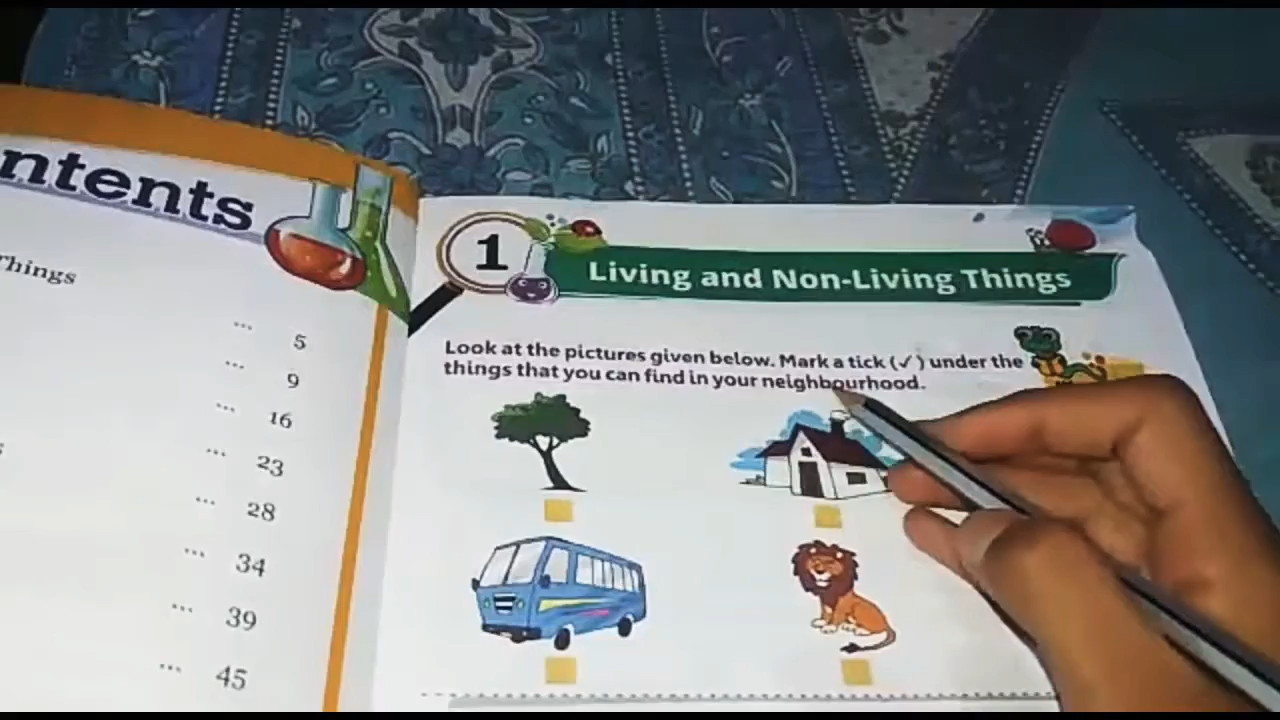 ntents
Things
... 5
... 9
... 16
... 23
... 28
... 34
... 39
... 45
1
Living and Non-Living Things
Look at the pictures given below. Mark a tick (✓) under the
things that you can find in your neighbourhood.